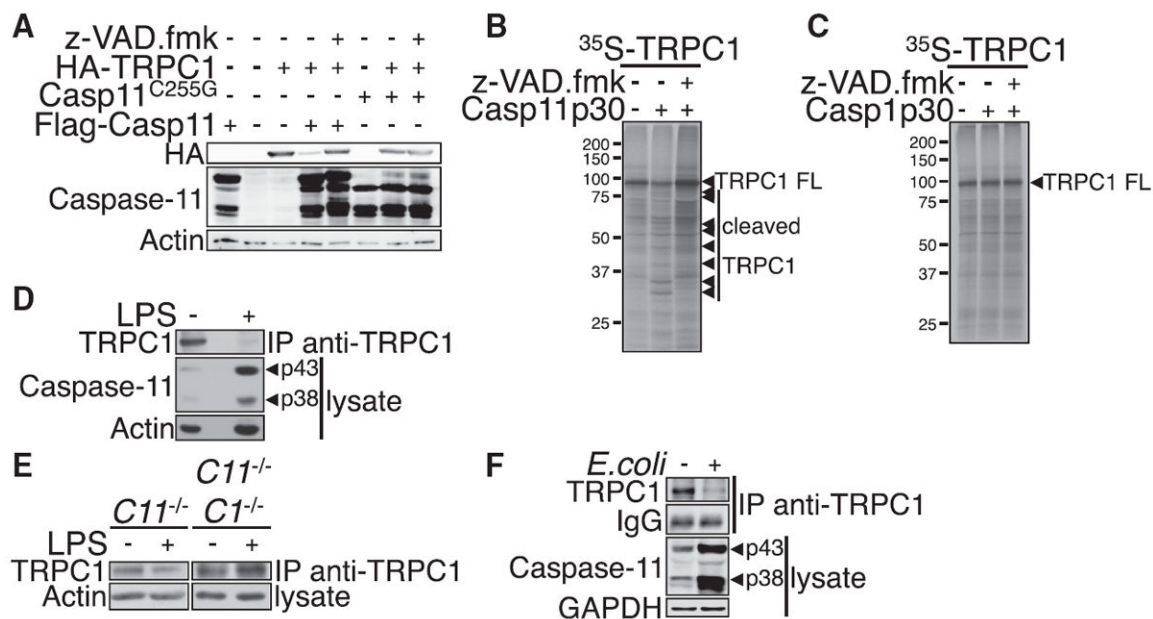 A
z-VAD.fmk - - - - + - - +
HA-TRPC1 - - + + + - + +
Casp11C255G - - - - - + + +
Flag-Casp11 + - - + + - - -
HA
Caspase-11
Actin
B
35S-TRPC1
z-VAD.fmk - - +
Casp11p30 - + +
200
150
100
75
50
37
25
TRPC1 FL
cleaved
TRPC1
C
35S-TRPC1
z-VAD.fmk - - +
Casp1p30 - + +
200
150
100
75
50
37
25
TRPC1 FL
D
LPS - +
TRPC1 IP anti-TRPC1
Caspase-11 p43
p38 lysate
Actin
E
C11-/-
C11-/- C1-/-
LPS - + - +
TRPC1 IP anti-TRPC1
Actin lysate
F
E.coli - +
TRPC1
IP anti-TRPC1
IgG
Caspase-11 p43
p38 lysate
GAPDH